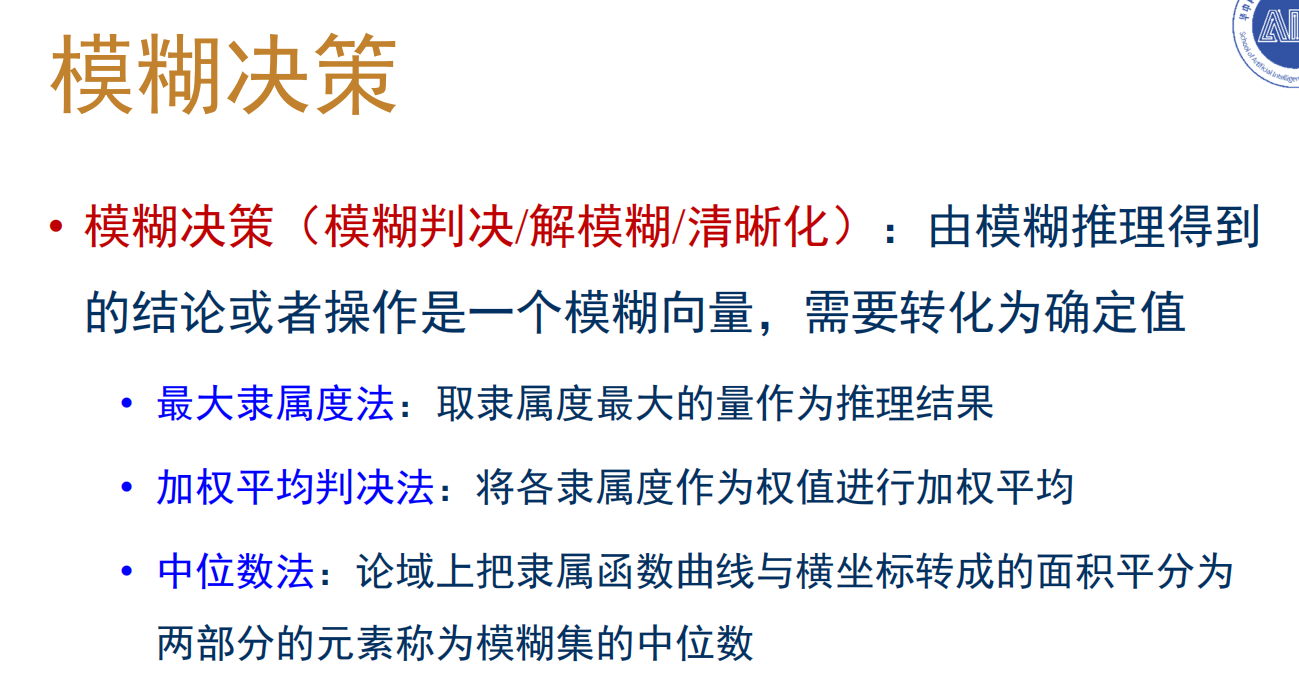 模糊决策
• 模糊决策（模糊判决/解模糊/清晰化）：由模糊推理得到
的结论或者操作是一个模糊向量，需要转化为确定值
• 最大隶属度法：取隶属度最大的量作为推理结果
• 加权平均判决法：将各隶属度作为权值进行加权平均
• 中位数法：论域上把隶属函数曲线与横坐标转成的面积平分为
两部分的元素称为模糊集的中位数